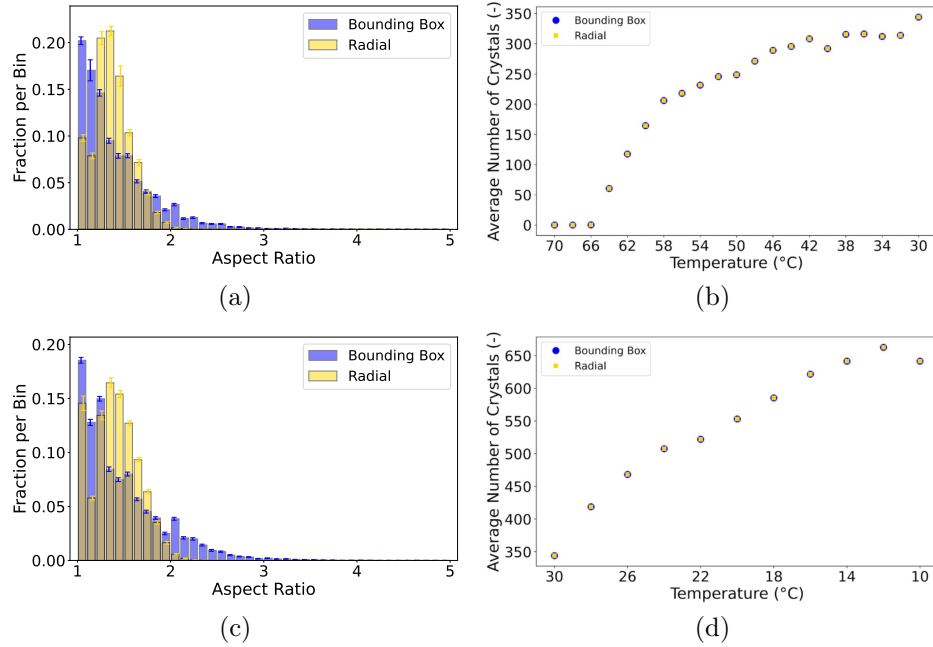 Fraction per Bin
0.20
0.15
0.10
0.05
0.00
Bounding Box
Radial
1 2 3 4 5
Aspect Ratio
(a)
Average Number of Crystals (-)
350
300
250
200
150
100
50
0
Bounding Box
Radial
70 66 62 58 54 50 46 42 38 34 30
Temperature (°C)
(b)
Fraction per Bin
0.20
0.15
0.10
0.05
0.00
Bounding Box
Radial
1 2 3 4 5
Aspect Ratio
(c)
Average Number of Crystals (-)
650
600
550
500
450
400
350
Bounding Box
Radial
30 26 22 18 14 10
Temperature (°C)
(d)